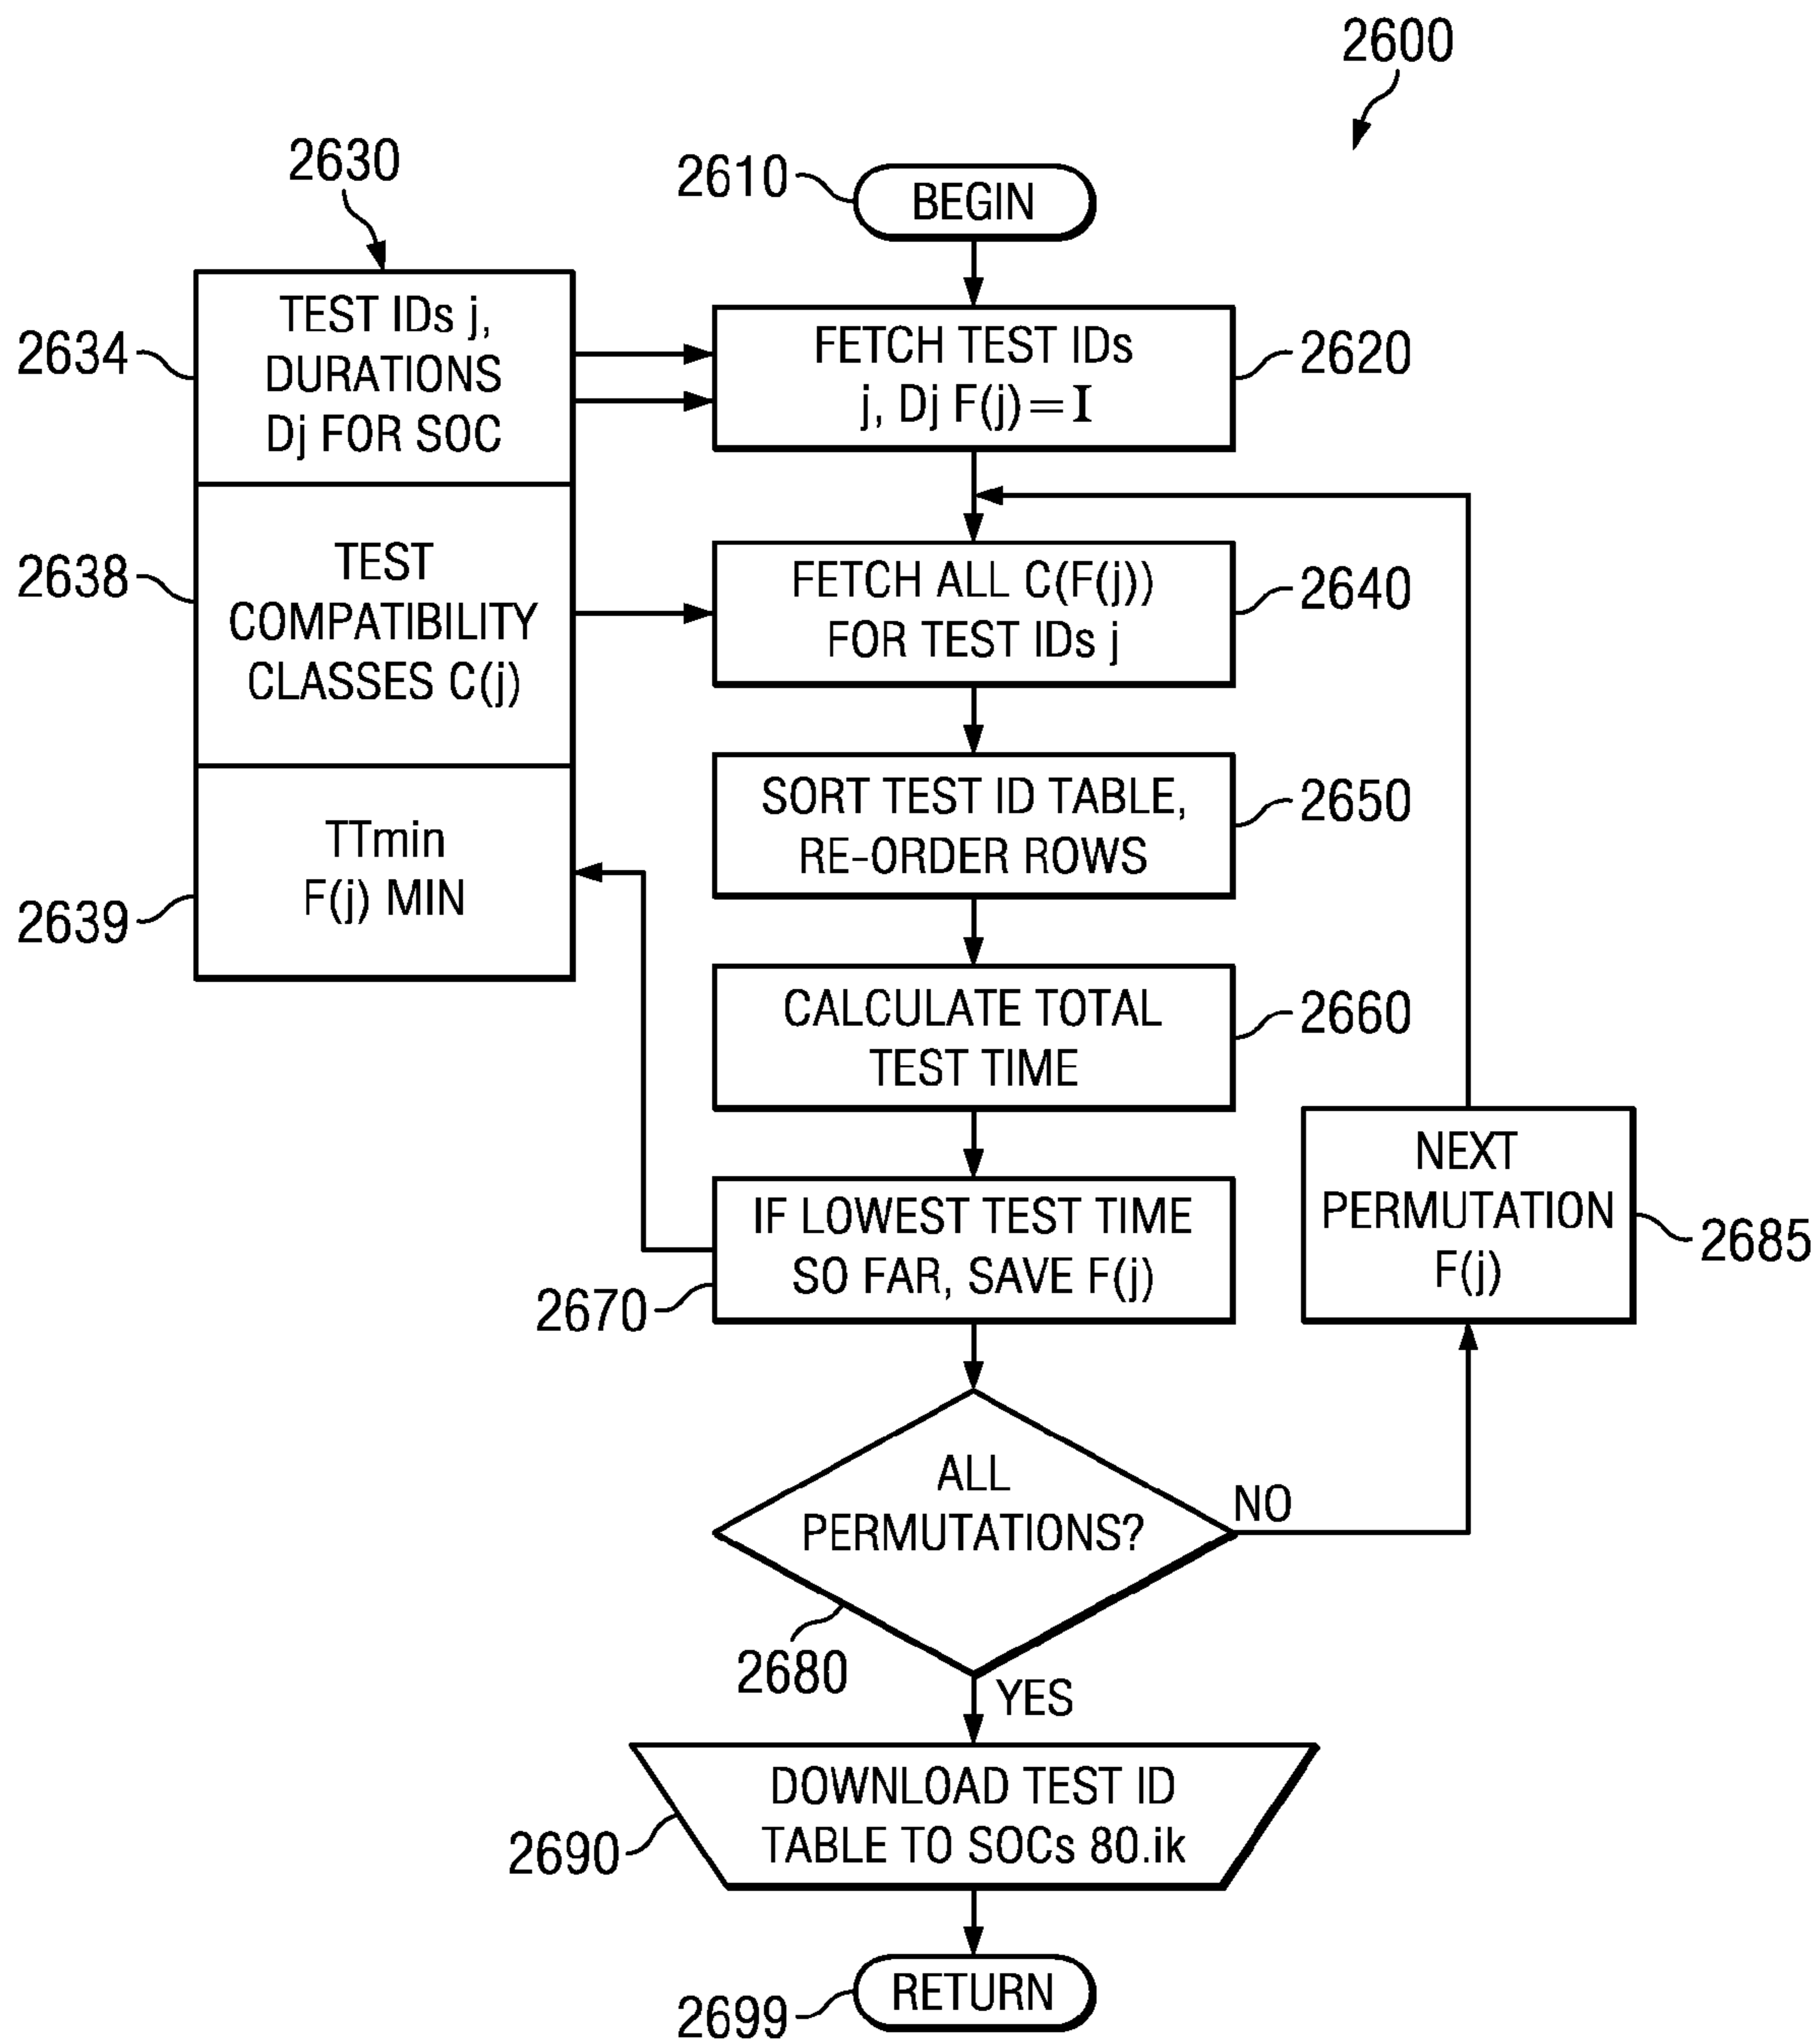 2600
2630
2610
BEGIN
2634
TEST IDs j,
DURATIONS
Dj FOR SOC
FETCH TEST IDs
j, Dj F(j)=I
2620
2638
TEST
COMPATIBILITY
CLASSES C(j)
FETCH ALL C(F(j))
FOR TEST IDs j
2640
SORT TEST ID TABLE,
RE-ORDER ROWS
2650
2639
TTmin
F(j) MIN
CALCULATE TOTAL
TEST TIME
2660
IF LOWEST TEST TIME
SO FAR, SAVE F(j)
2670
NEXT
PERMUTATION
F(j)
2685
ALL
PERMUTATIONS?
NO
2680
YES
DOWNLOAD TEST ID
TABLE TO SOCs 80.ik
2690
RETURN
2699